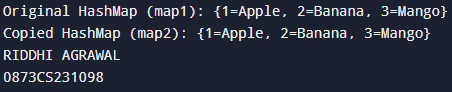 Original HashMap (map1): {1=Apple, 2=Banana, 3=Mango}
Copied HashMap (map2): {1=Apple, 2=Banana, 3=Mango}
RIDDHI AGRAWAL
0873CS231098